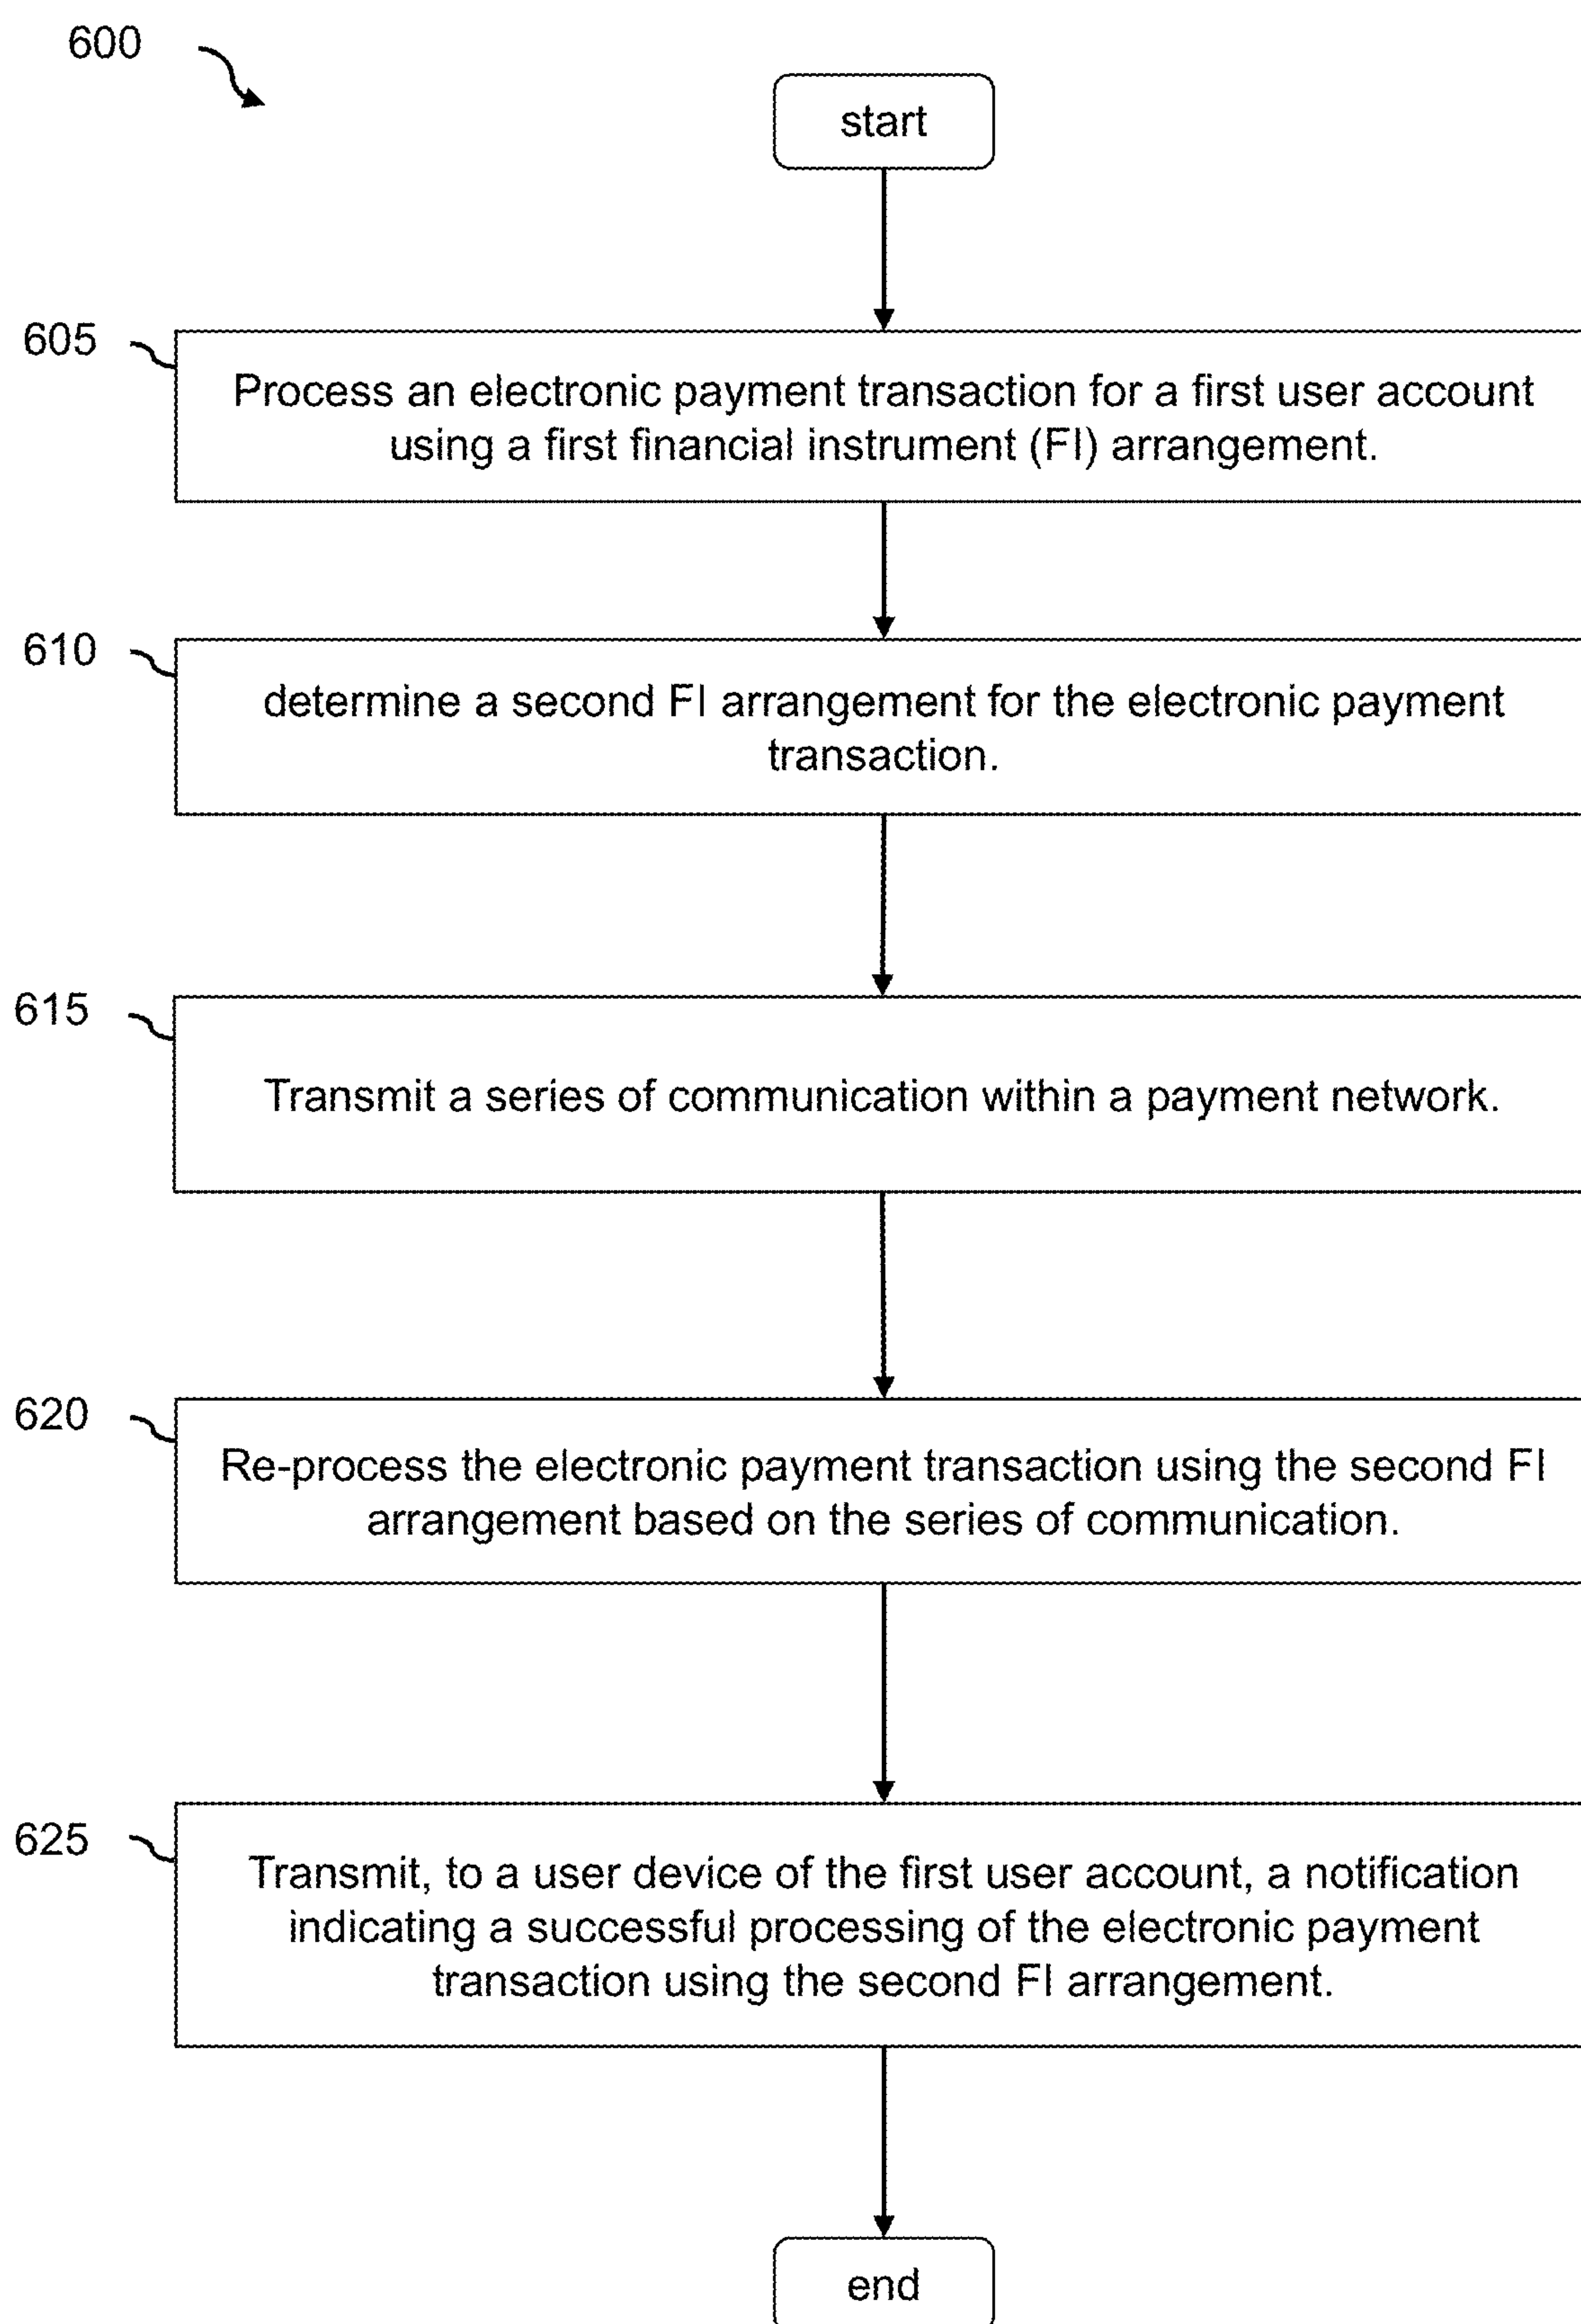 600
start
605
Process an electronic payment transaction for a first user account
using a first financial instrument (FI) arrangement.
610
determine a second FI arrangement for the electronic payment
transaction.
615
Transmit a series of communication within a payment network.
620
Re-process the electronic payment transaction using the second FI
arrangement based on the series of communication.
625
Transmit, to a user device of the first user account, a notification
indicating a successful processing of the electronic payment
transaction using the second FI arrangement.
end